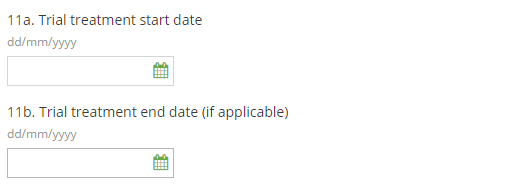 11a. Trial treatment start date
dd/mm/yyyy
11b. Trial treatment end date (if applicable)
dd/mm/yyyy